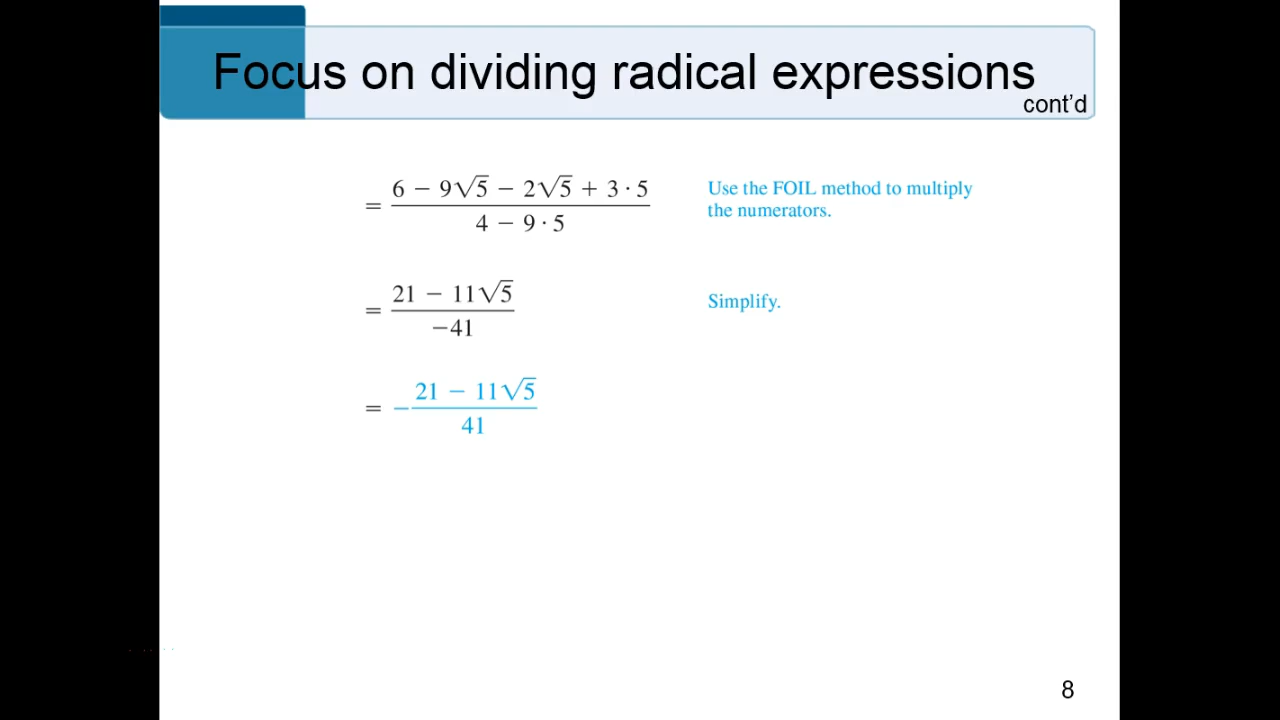 Focus on dividing radical expressions
cont’d
= (6 − 9√5 − 2√5 + 3 · 5) / (4 − 9 · 5)
Use the FOIL method to multiply
the numerators.
= (21 − 11√5) / (−41)
Simplify.
= −(21 − 11√5) / 41
8